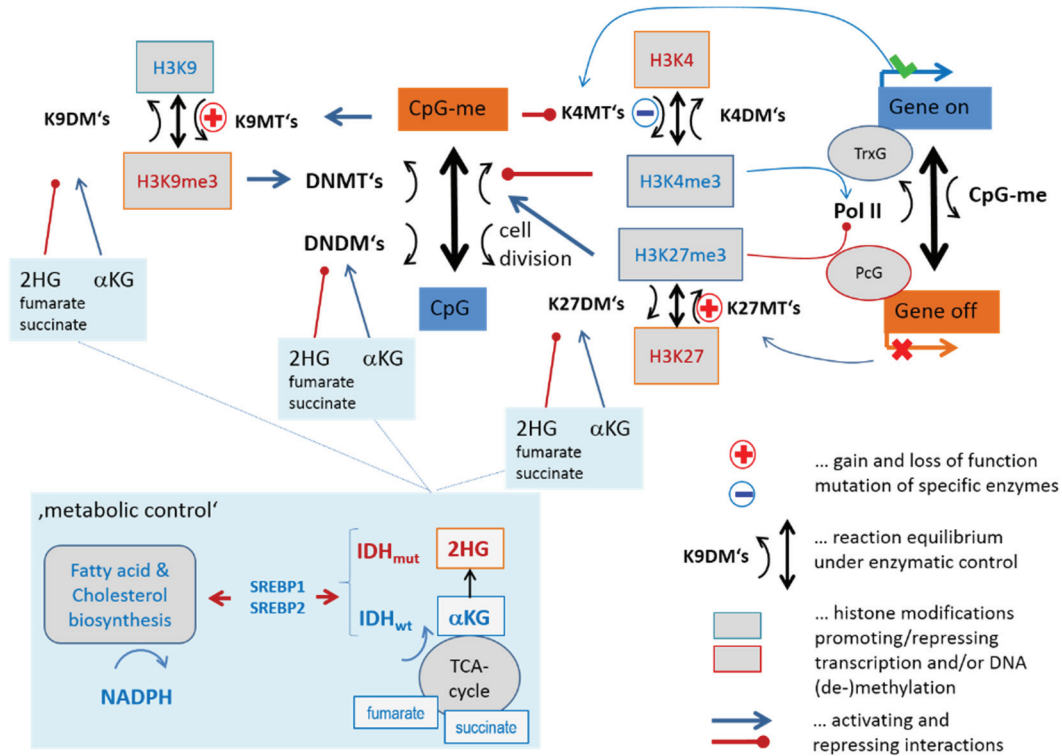 H3K9
K9DM's
K9MT's
H3K9me3
CpG-me
DNMT's
DNDM's
cell
division
CpG
H3K4
K4MT's
K4DM's
H3K4me3
H3K27me3
K27DM's
K27MT's
H3K27
Gene on
TrxG
Pol II
CpG-me
PcG
Gene off
2HG αKG
fumarate
succinate
2HG αKG
fumarate
succinate
2HG αKG
fumarate
succinate
‚metabolic control‘
Fatty acid &
Cholesterol
biosynthesis
NADPH
SREBP1
SREBP2
IDHmut
IDHwt
2HG
αKG
TCA-
cycle
fumarate
succinate
... gain and loss of function
mutation of specific enzymes
K9DM's
... reaction equilibrium
under enzymatic control
... histone modifications
promoting/repressing
transcription and/or DNA
(de-)methylation
... activating and
repressing interactions